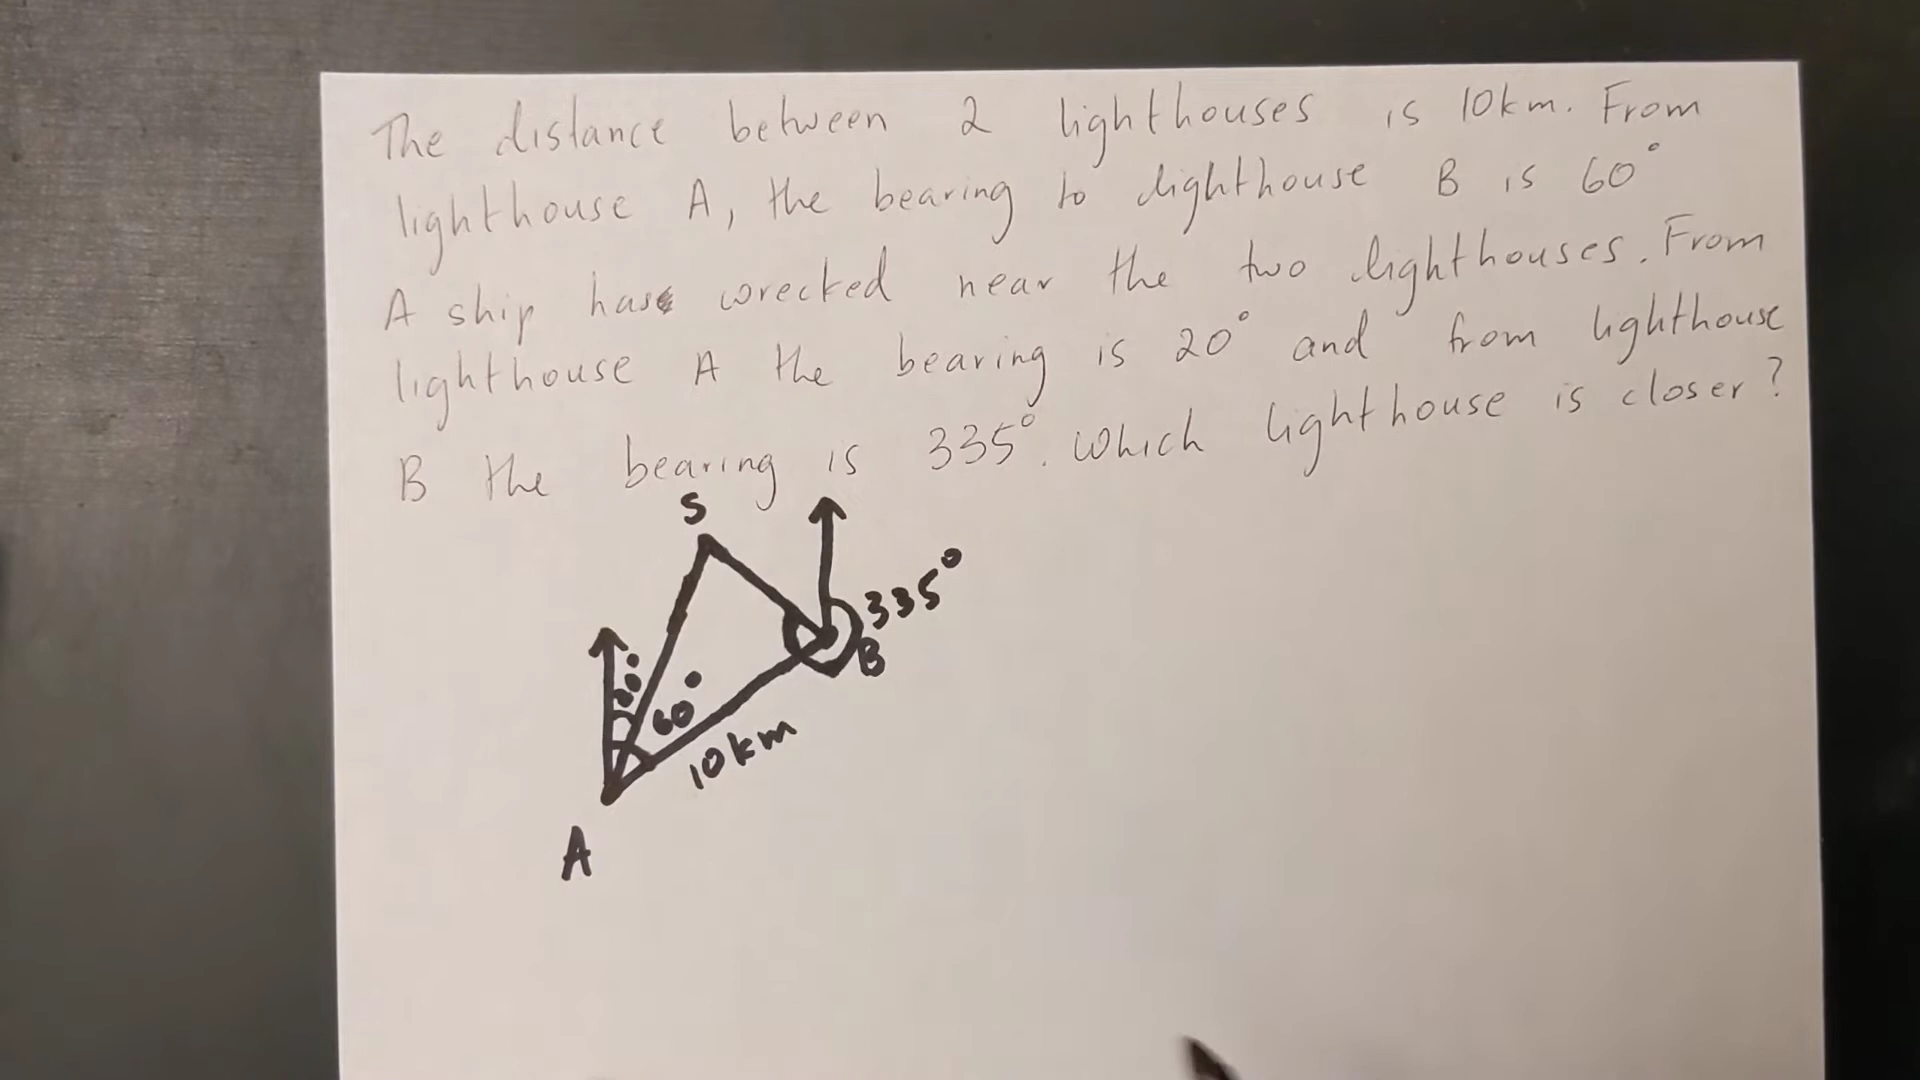 The distance between 2 lighthouses is 10km. From
lighthouse A, the bearing to lighthouse B is 60°
A ship has wrecked near the two lighthouses. From
lighthouse A the bearing is 20° and from lighthouse
B the bearing is 335°. Which lighthouse is closer?
S
335°
B
20°
60°
10km
A